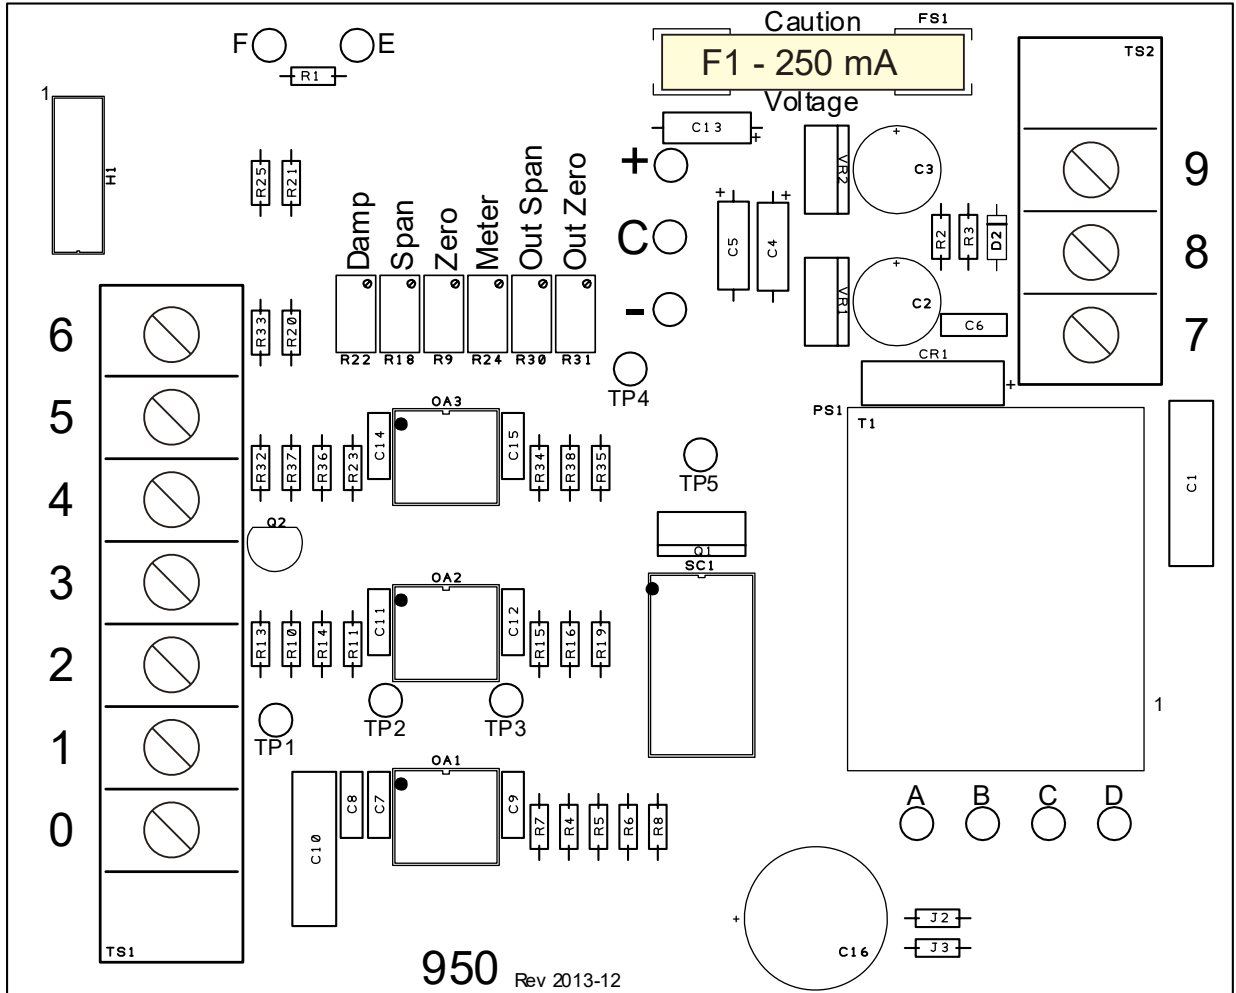 Caution
FS1
F
E
F1 - 250 mA
TS2
R1
1
Voltage
C13
+
H1
R25
R21
+
VR2
+
C3
9
Damp
Span
Zero
Meter
Out Span
Out Zero
C
+
C5
+
C4
R2
R3
D2
8
-
VR1
+
C2
C6
7
6
R33
R20
R22
R18
R9
R24
R30
R31
CR1
+
TP4
PS1
T1
5
OA3
C14
C15
R32
R37
R36
R23
R34
R38
R35
TP5
C1
4
Q2
Q1
SC1
3
OA2
C11
C12
R13
R10
R14
R11
R15
R16
R19
2
TP1
TP2
TP3
1
1
OA1
C8
C7
C9
R7
R4
R5
R6
R8
A
B
C
D
0
C10
+
C16
J2
J3
TS1
950 Rev 2013-12